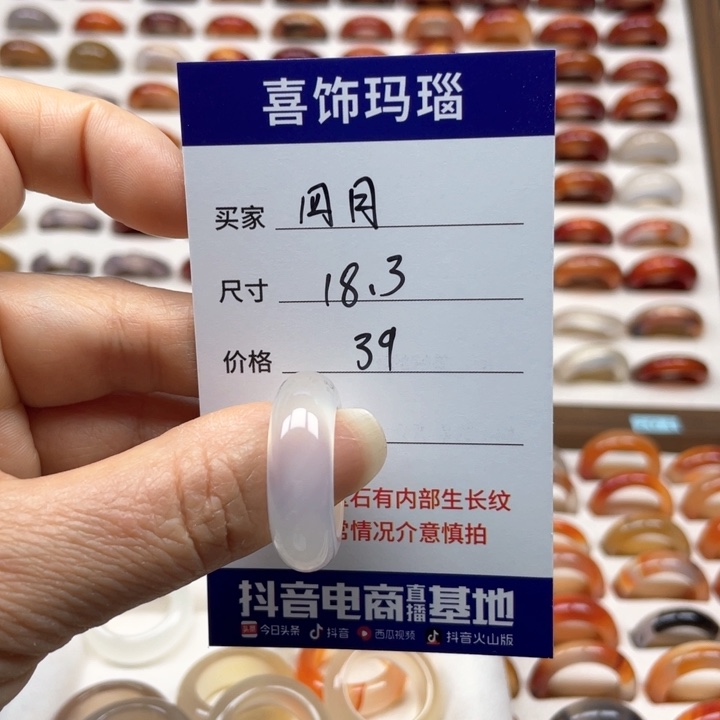 喜饰玛瑙
买家 四月
尺寸 18.3
价格 39
石有内部生长纹
情况介意慎拍
抖音电商直播基地
头条 今日头条 抖音 西瓜视频 抖音火山版